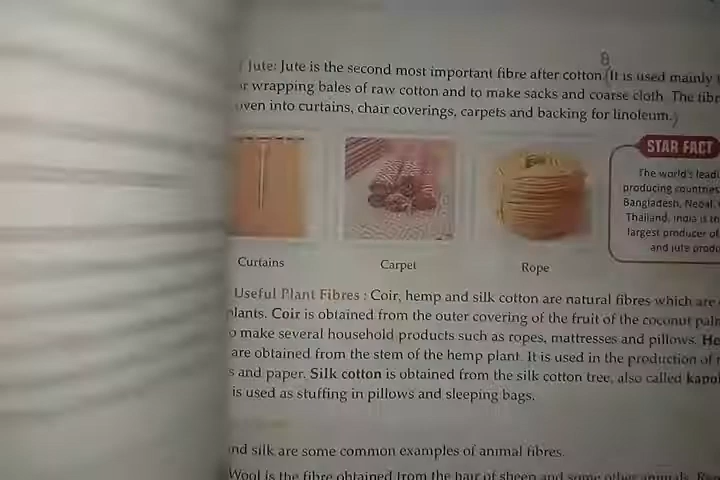 8
Jute: Jute is the second most important fibre after cotton. (It is used mainly
wrapping bales of raw cotton and to make sacks and coarse cloth. The
into curtains, chair coverings, carpets and backing for linoleum.)
STAR FACT
The world's
producing countries
Bangladesh, Nepal,
Thailand, India is
largest producer of
and jute
Curtains
Carpet
Rope
Useful Plant Fibres : Coir, hemp and silk cotton are natural fibres which are
plants. Coir is obtained from the outer covering of the fruit of the coconut
make several household products such as ropes, mattresses and pillows.
are obtained from the stem of the hemp plant. It is used in the production of
s and paper. Silk cotton is obtained from the silk cotton tree, also called
is used as stuffing in pillows and sleeping bags.
silk are some common examples of animal fibres.
Wool is the fibre obtained from the hair of sheep and some other animals.